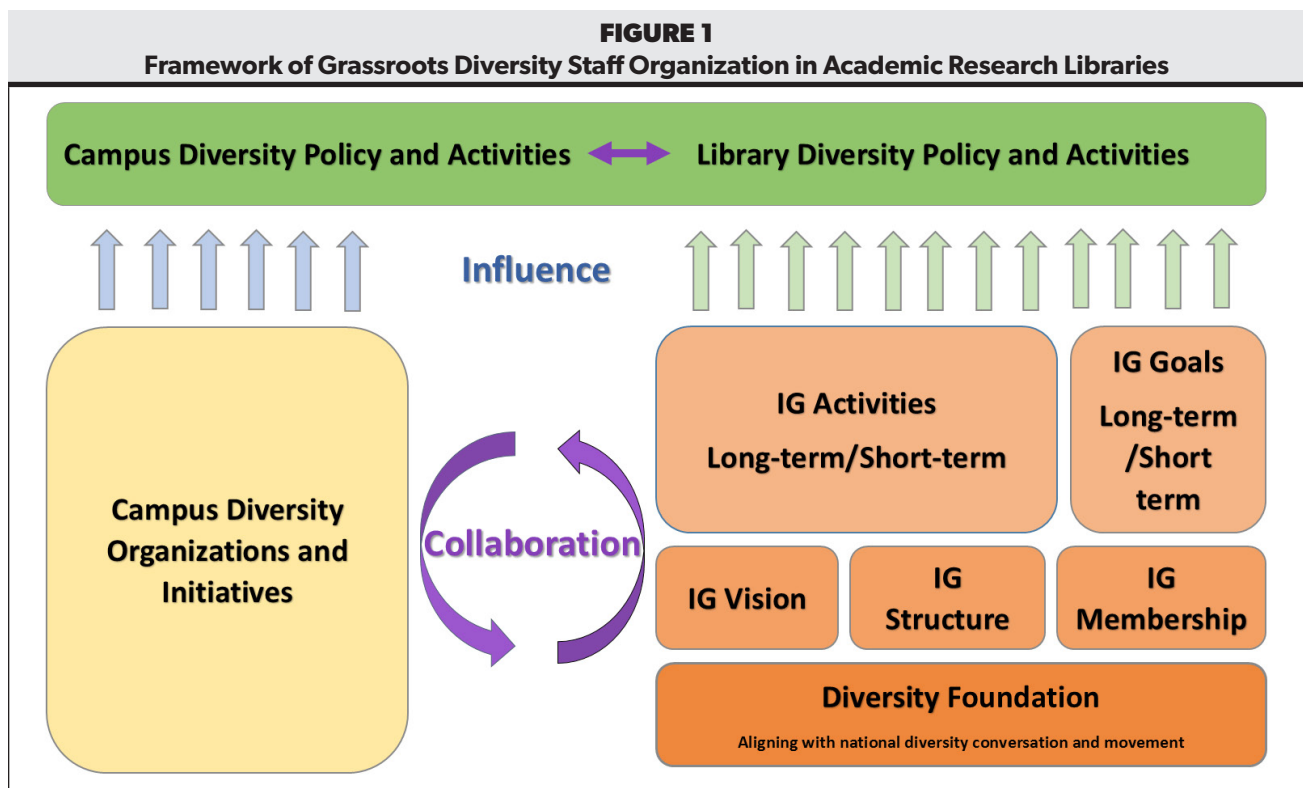 FIGURE 1
Framework of Grassroots Diversity Staff Organization in Academic Research Libraries
Campus Diversity Policy and Activities
Library Diversity Policy and Activities
Influence
Campus Diversity
Organizations and
Initiatives
Collaboration
IG Activities
Long-term/Short-term
IG Goals
Long-term
/Short
term
IG Vision
IG
Structure
IG
Membership
Diversity Foundation
Aligning with national diversity conversation and movement